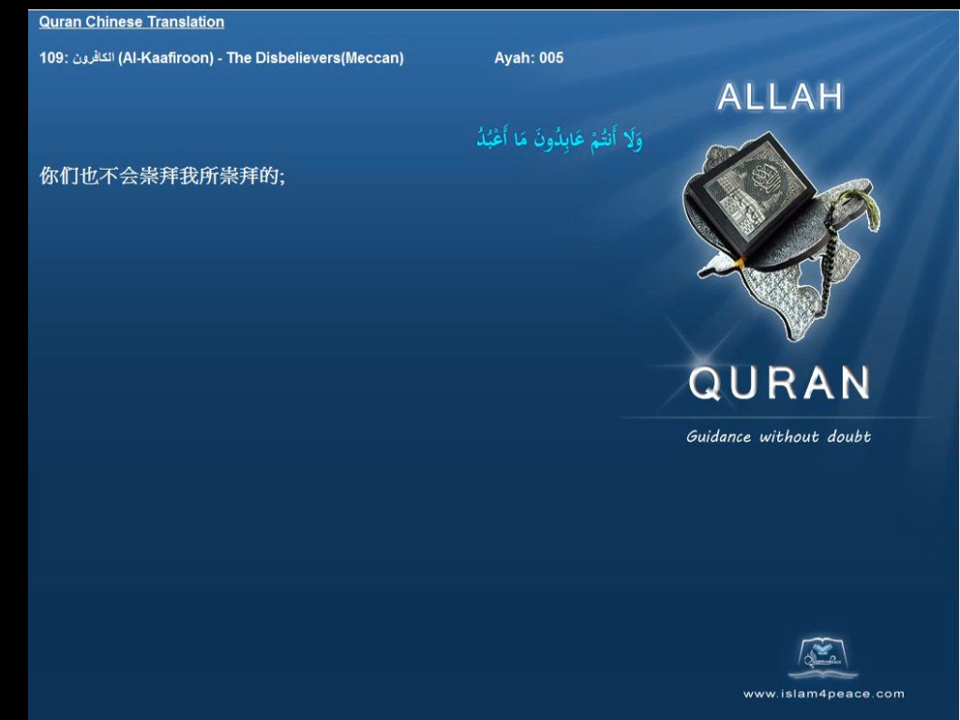 Quran Chinese Translation
109: الكافرون (Al-Kaafiroon) - The Disbelievers(Meccan) Ayah: 005
ALLAH
وَلَا أَنتُمْ عَابِدُونَ مَا أَعْبُدُ
你们也不会崇拜我所崇拜的;
QURAN
Guidance without doubt
www.islam4peace.com